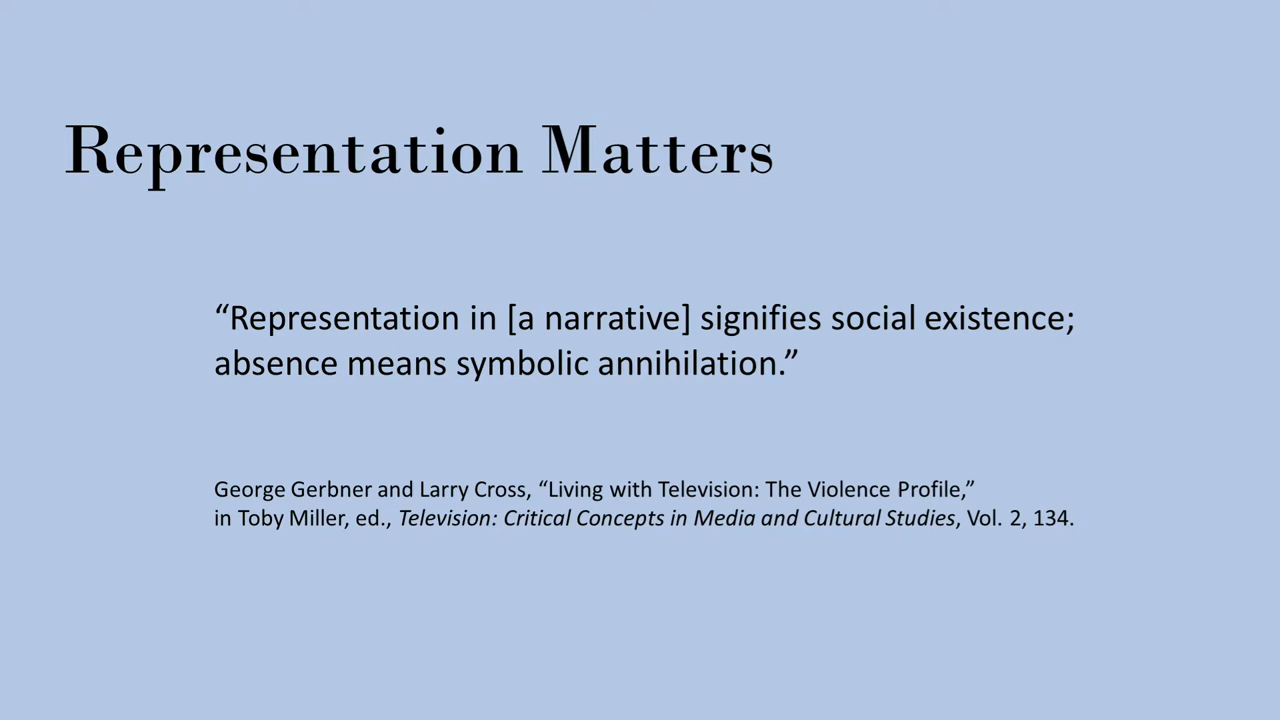 Representation Matters
“Representation in [a narrative] signifies social existence;
absence means symbolic annihilation.”
George Gerbner and Larry Cross, “Living with Television: The Violence Profile,”
in Toby Miller, ed., Television: Critical Concepts in Media and Cultural Studies, Vol. 2, 134.